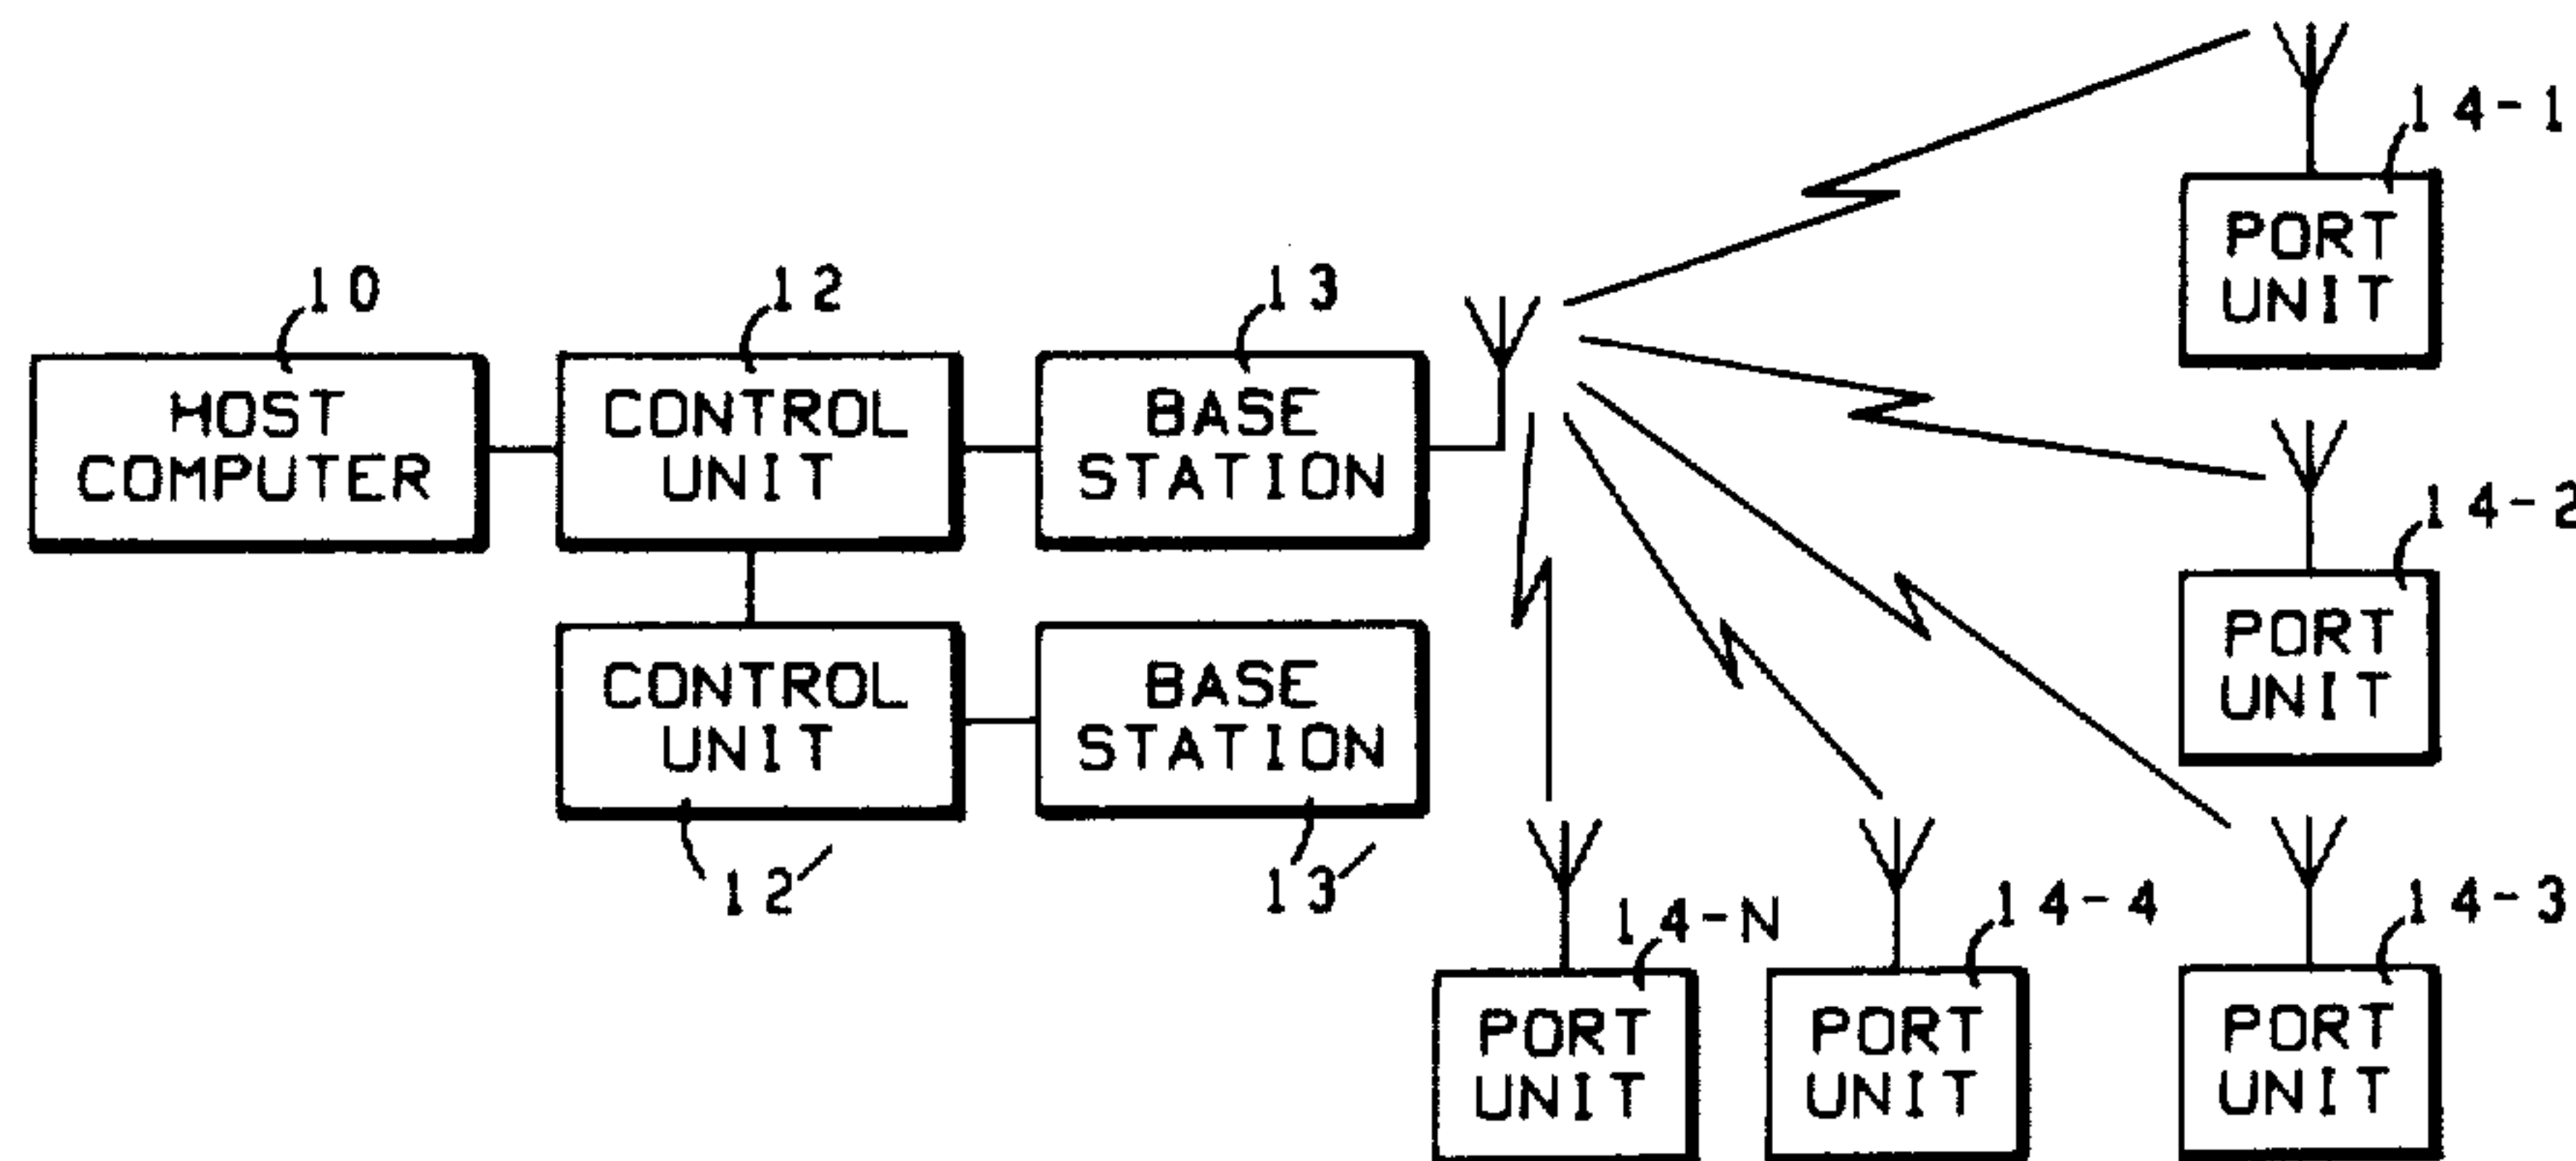 14-1
PORT
UNIT
10
12
13
HOST
COMPUTER
CONTROL
UNIT
BASE
STATION
14-2
PORT
UNIT
CONTROL
UNIT
BASE
STATION
12'
13'
14-N
14-4
14-3
PORT
UNIT
PORT
UNIT
PORT
UNIT